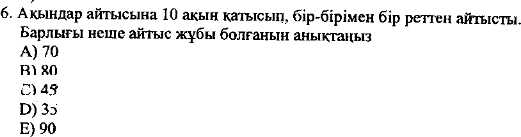 6. Ақындар айтысына 10 ақын қатысып, бір-бірімен бір реттен айтысты.
Барлығы неше айтыс жұбы болғанын анықтаңыз
A) 70
B) 80
C) 45
D) 35
E) 90